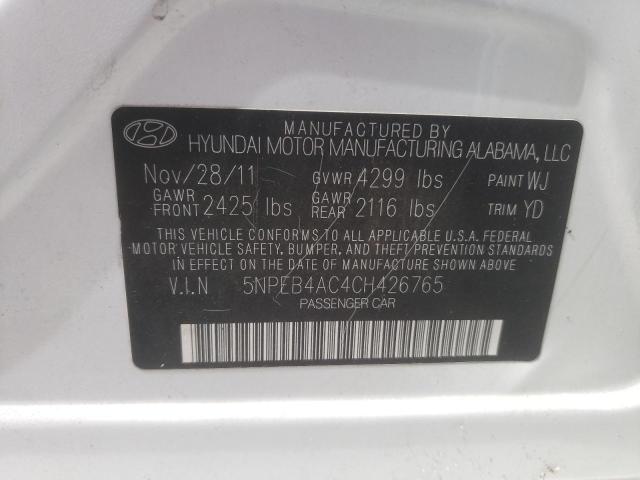 MANUFACTURED BY
HYUNDAI MOTOR MANUFACTURING ALABAMA, LLC
Nov/28/11 GVWR 4299 lbs PAINT WJ
GAWR FRONT 2425 lbs GAWR REAR 2116 lbs TRIM YD
THIS VEHICLE CONFORMS TO ALL APPLICABLE U.S.A. FEDERAL
MOTOR VEHICLE SAFETY, BUMPER, AND THEFT PREVENTION STANDARDS
IN EFFECT ON THE DATE OF MANUFACTURE SHOWN ABOVE
V.I.N 5NPEB4AC4CH426765
PASSENGER CAR